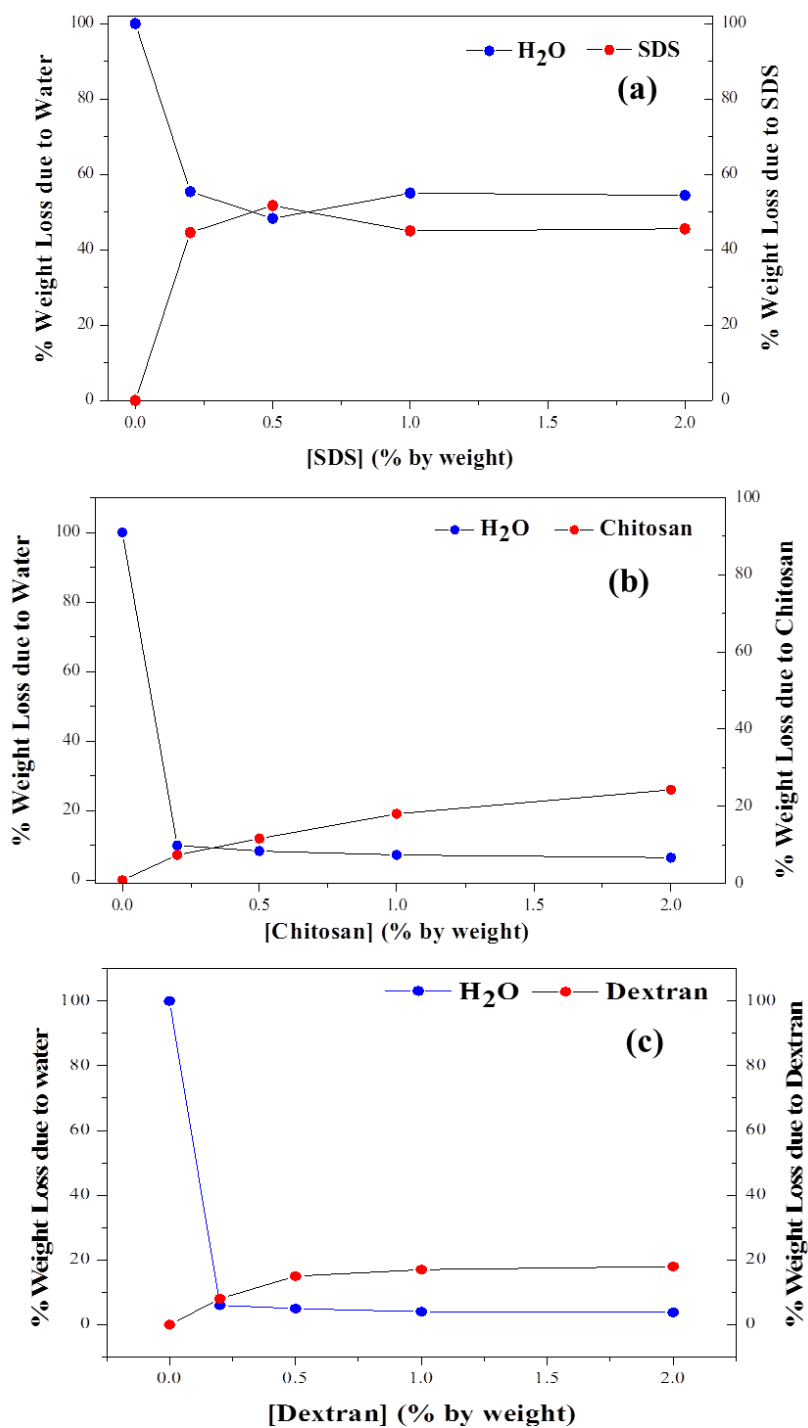 H2O SDS
(a)
% Weight Loss due to Water
100
80
60
40
20
0
% Weight Loss due to SDS
100
80
60
40
20
0
0.0 0.5 1.0 1.5 2.0
[SDS] (% by weight)
H2O Chitosan
(b)
% Weight Loss due to Water
100
80
60
40
20
0
% Weight Loss due to Chitosan
100
80
60
40
20
0
0.0 0.5 1.0 1.5 2.0
[Chitosan] (% by weight)
H2O Dextran
(c)
% Weight Loss due to water
100
80
60
40
20
0
% Weight Loss due to Dextran
100
80
60
40
20
0
0.0 0.5 1.0 1.5 2.0
[Dextran] (% by weight)